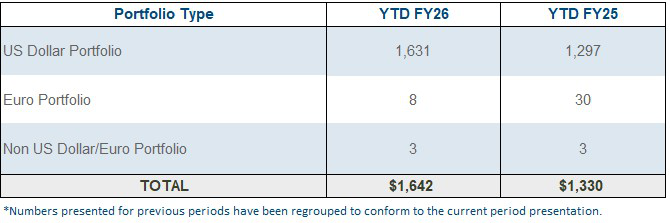 Portfolio Type YTD FY26 YTD FY25
US Dollar Portfolio 1,631 1,297
Euro Portfolio 8 30
Non US Dollar/Euro Portfolio 3 3
TOTAL $1,642 $1,330
*Numbers presented for previous periods have been regrouped to conform to the current period presentation.